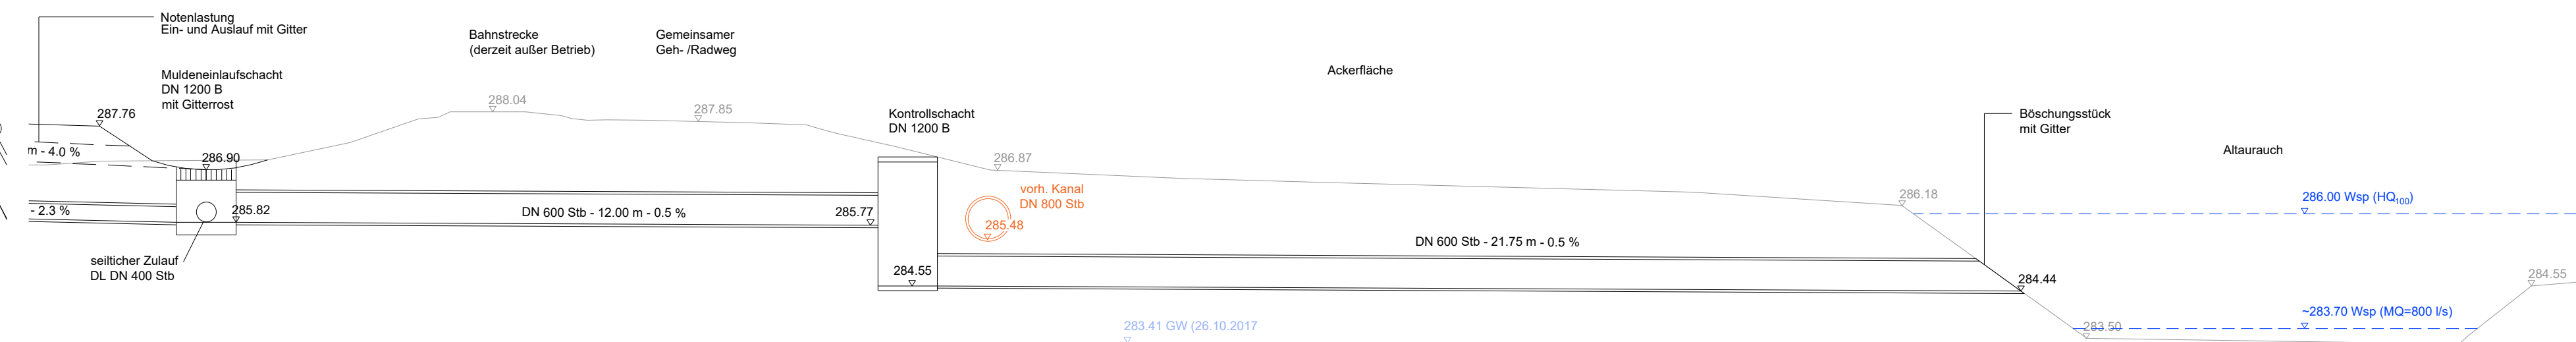 Notenlastung
Ein- und Auslauf mit Gitter
Bahnstrecke
(derzeit außer Betrieb)
Gemeinsamer
Geh- /Radweg
Ackerfläche
Muldeneinlaufschacht
DN 1200 B
mit Gitterrost
287.76
288.04
287.85
Kontrollschacht
DN 1200 B
Böschungsstück
mit Gitter
Altaurauch
m - 4.0 %
286.90
286.87
vorh. Kanal
DN 800 Stb
285.48
286.18
286.00 Wsp (HQ100)
- 2.3 %
285.82
DN 600 Stb - 12.00 m - 0.5 %
285.77
DN 600 Stb - 21.75 m - 0.5 %
seilticher Zulauf
DL DN 400 Stb
284.55
284.44
284.55
~283.70 Wsp (MQ=800 l/s)
283.41 GW (26.10.2017
283.50